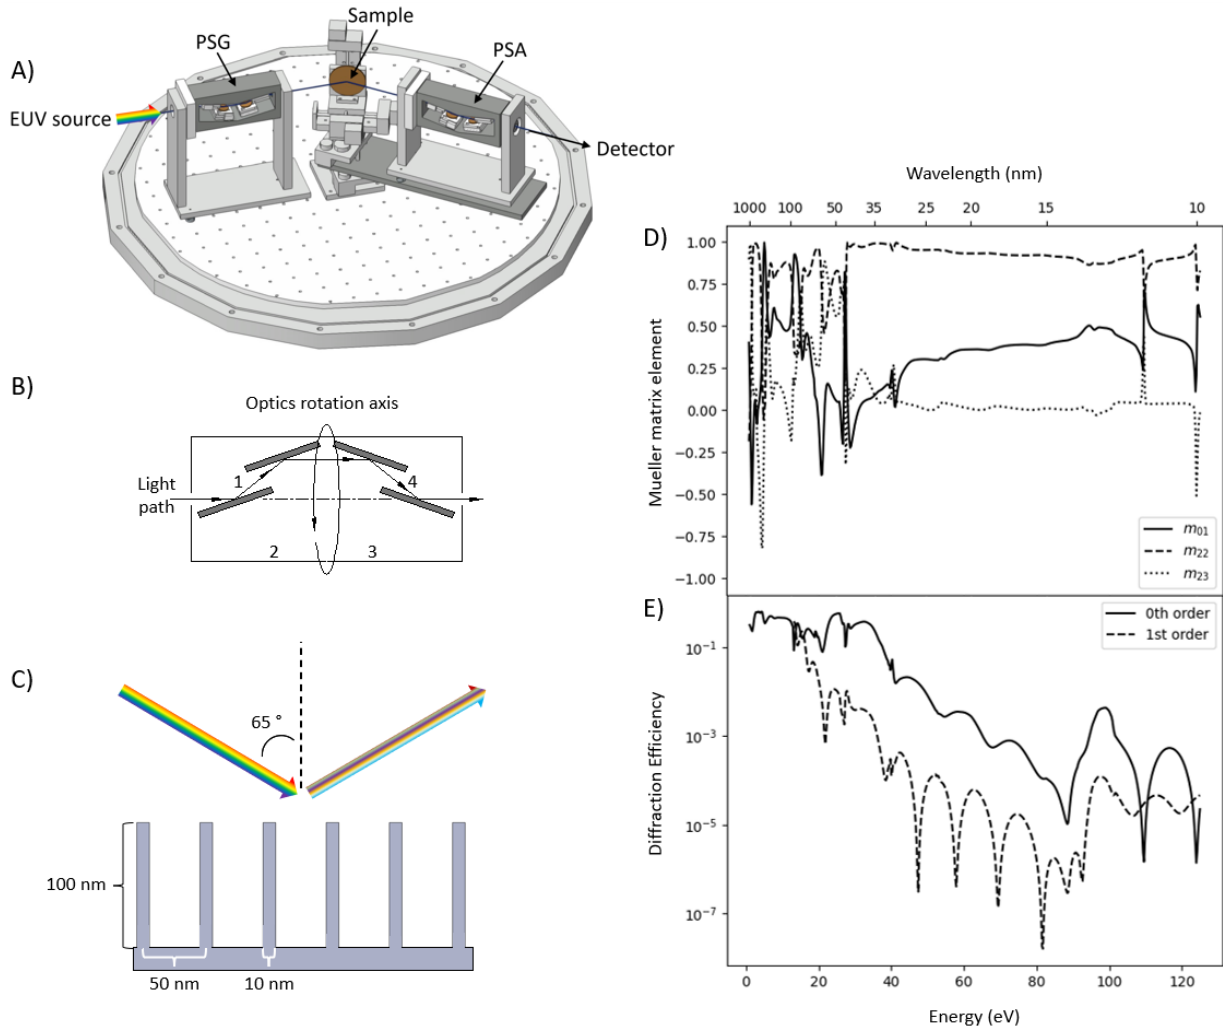 A)
Sample
PSG
PSA
EUV source
Detector
B)
Optics rotation axis
1
4
Light
path
2
3
C)
65 °
100 nm
50 nm
10 nm
Wavelength (nm)
1000 100 50 35 25 20 15 10
D)
1.00
0.75
0.50
0.25
0.00
−0.25
−0.50
−0.75
−1.00
Mueller matrix element
m01
m22
m23
E)
0th order
1st order
10−1
10−3
10−5
10−7
Diffraction Efficiency
0 20 40 60 80 100 120
Energy (eV)